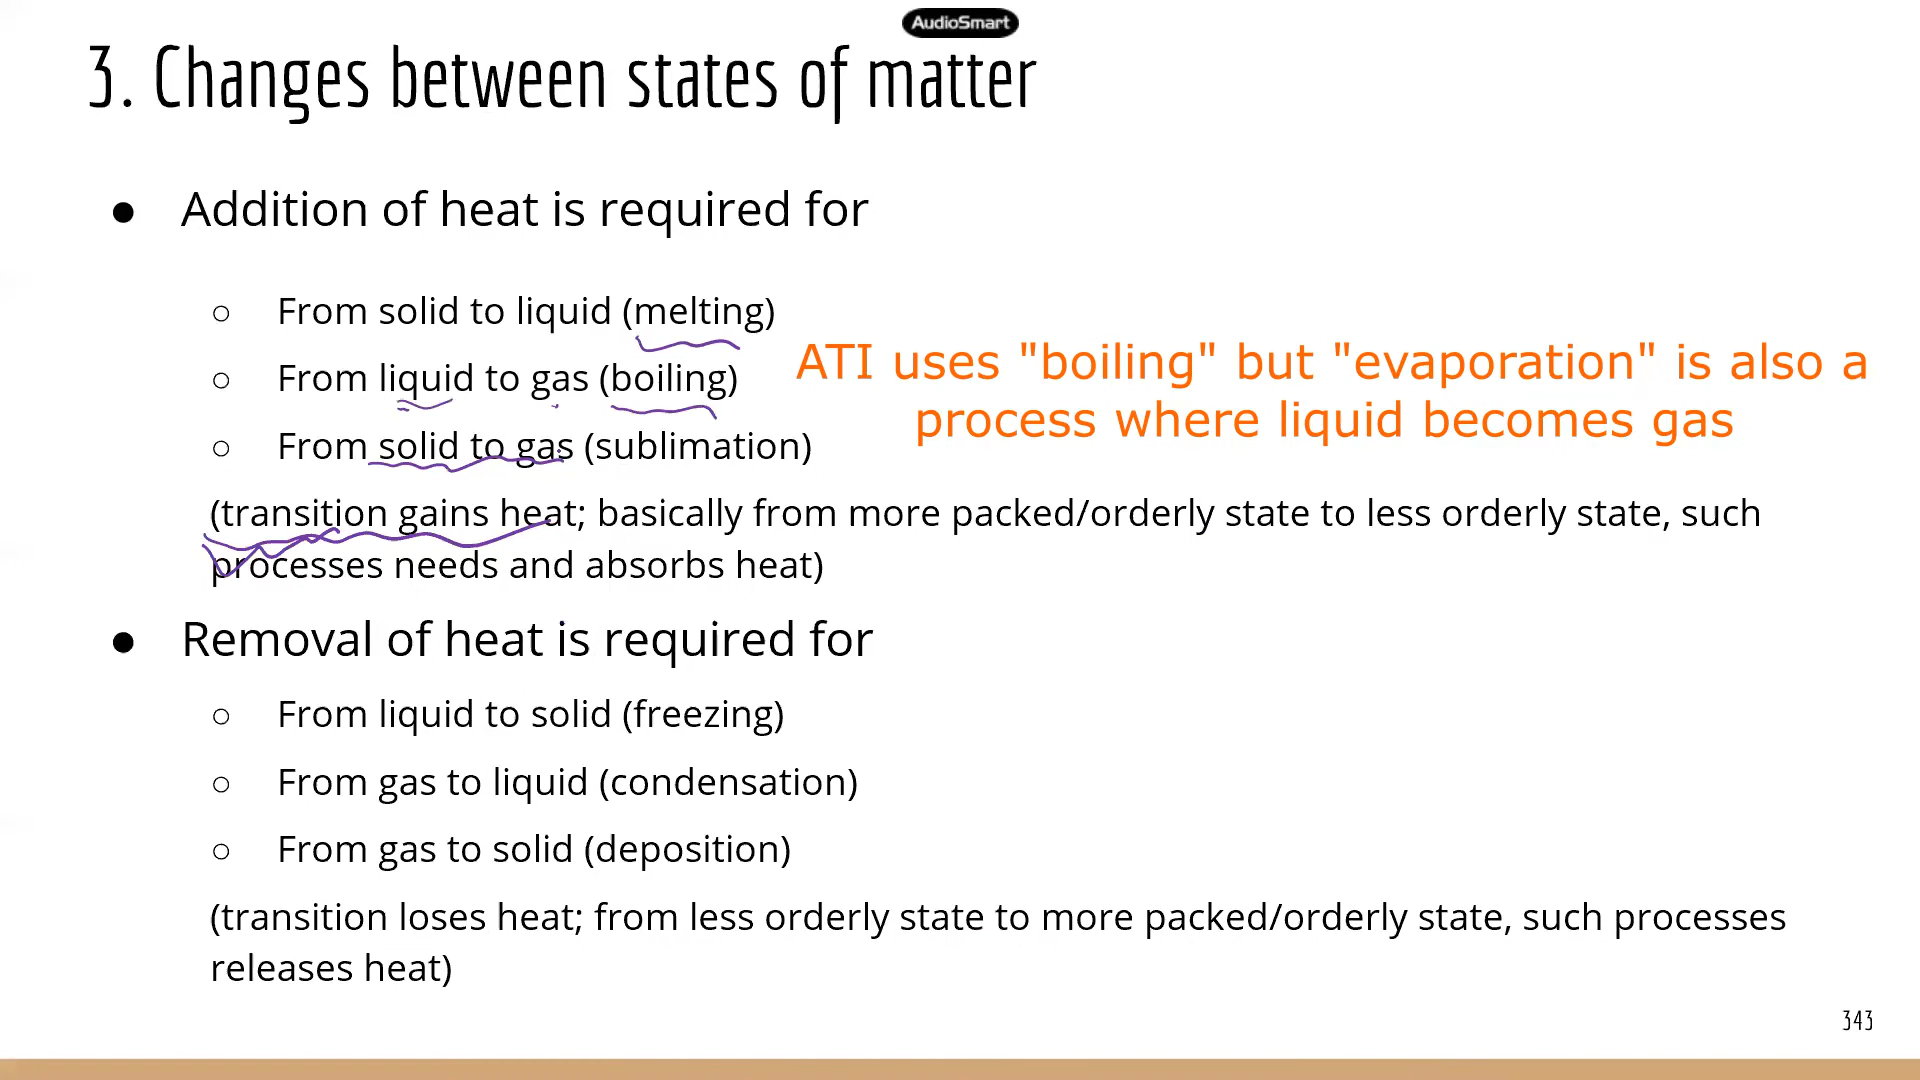 AudioSmart
3. Changes between states of matter
● Addition of heat is required for
○ From solid to liquid (melting)
○ From liquid to gas (boiling)
ATI uses "boiling" but "evaporation" is also a
process where liquid becomes gas
○ From solid to gas (sublimation)
(transition gains heat; basically from more packed/orderly state to less orderly state, such
processes needs and absorbs heat)
● Removal of heat is required for
○ From liquid to solid (freezing)
○ From gas to liquid (condensation)
○ From gas to solid (deposition)
(transition loses heat; from less orderly state to more packed/orderly state, such processes
releases heat)
343